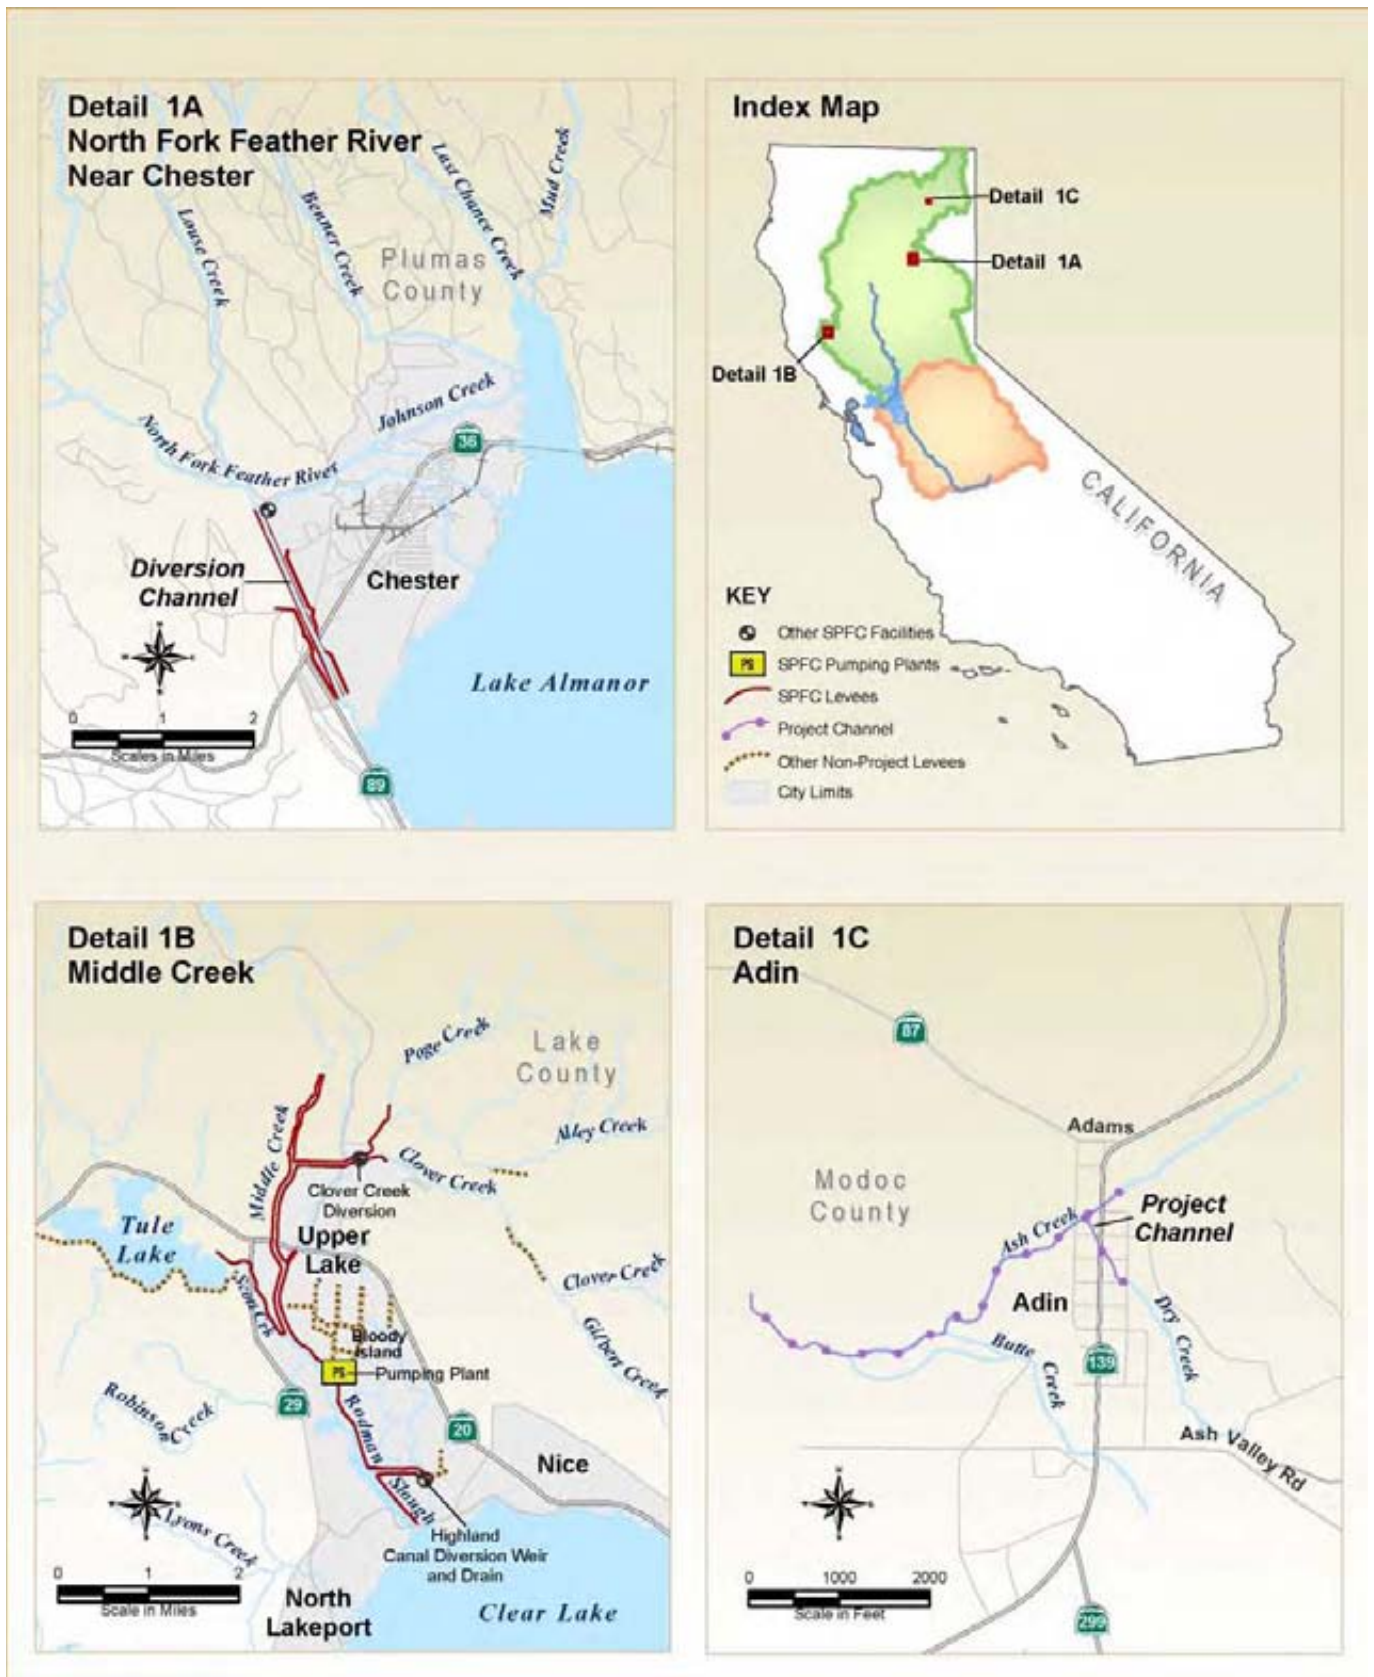 Detail 1A
North Fork Feather River
Near Chester
Louse Creek
Benner Creek
Last Chance Creek
Mud Creek
Plumas
County
Johnson Creek
36
North Fork Feather River
Diversion
Channel
Chester
Lake Almanor
0 1 2
Scales in Miles
89
Index Map
Detail 1C
Detail 1A
Detail 1B
CALIFORNIA
KEY
Other SPFC Facilities
PS SPFC Pumping Plants
SPFC Levees
Project Channel
Other Non-Project Levees
City Limits
Detail 1B
Middle Creek
Poge Creek
Lake
County
Middle Creek
Alley Creek
Clover Creek
Clover Creek
Diversion
Tule
Lake
Upper
Lake
Scotts Crk
Clover Creek
Bloody
Island
Gilbert Creek
PS Pumping Plant
Robinson Creek
29
Rodman
Slough
20
Nice
Lyons Creek
Highland
Canal Diversion Weir
and Drain
0 1 2
Scale in Miles
North
Lakeport
Clear Lake
Detail 1C
Adin
87
Adams
Modoc
County
Ash Creek
Project
Channel
Adin
Dry Creek
Butte Creek
139
Ash Valley Rd
0 1000 2000
Scale in Feet
299